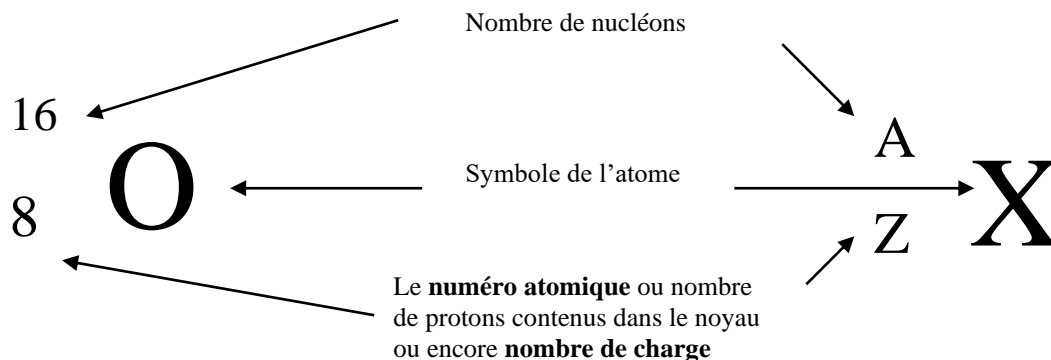 Nombre de nucléons
16
A
O
Symbole de l’atome
X
8
Z
Le numéro atomique ou nombre
de protons contenus dans le noyau
ou encore nombre de charge